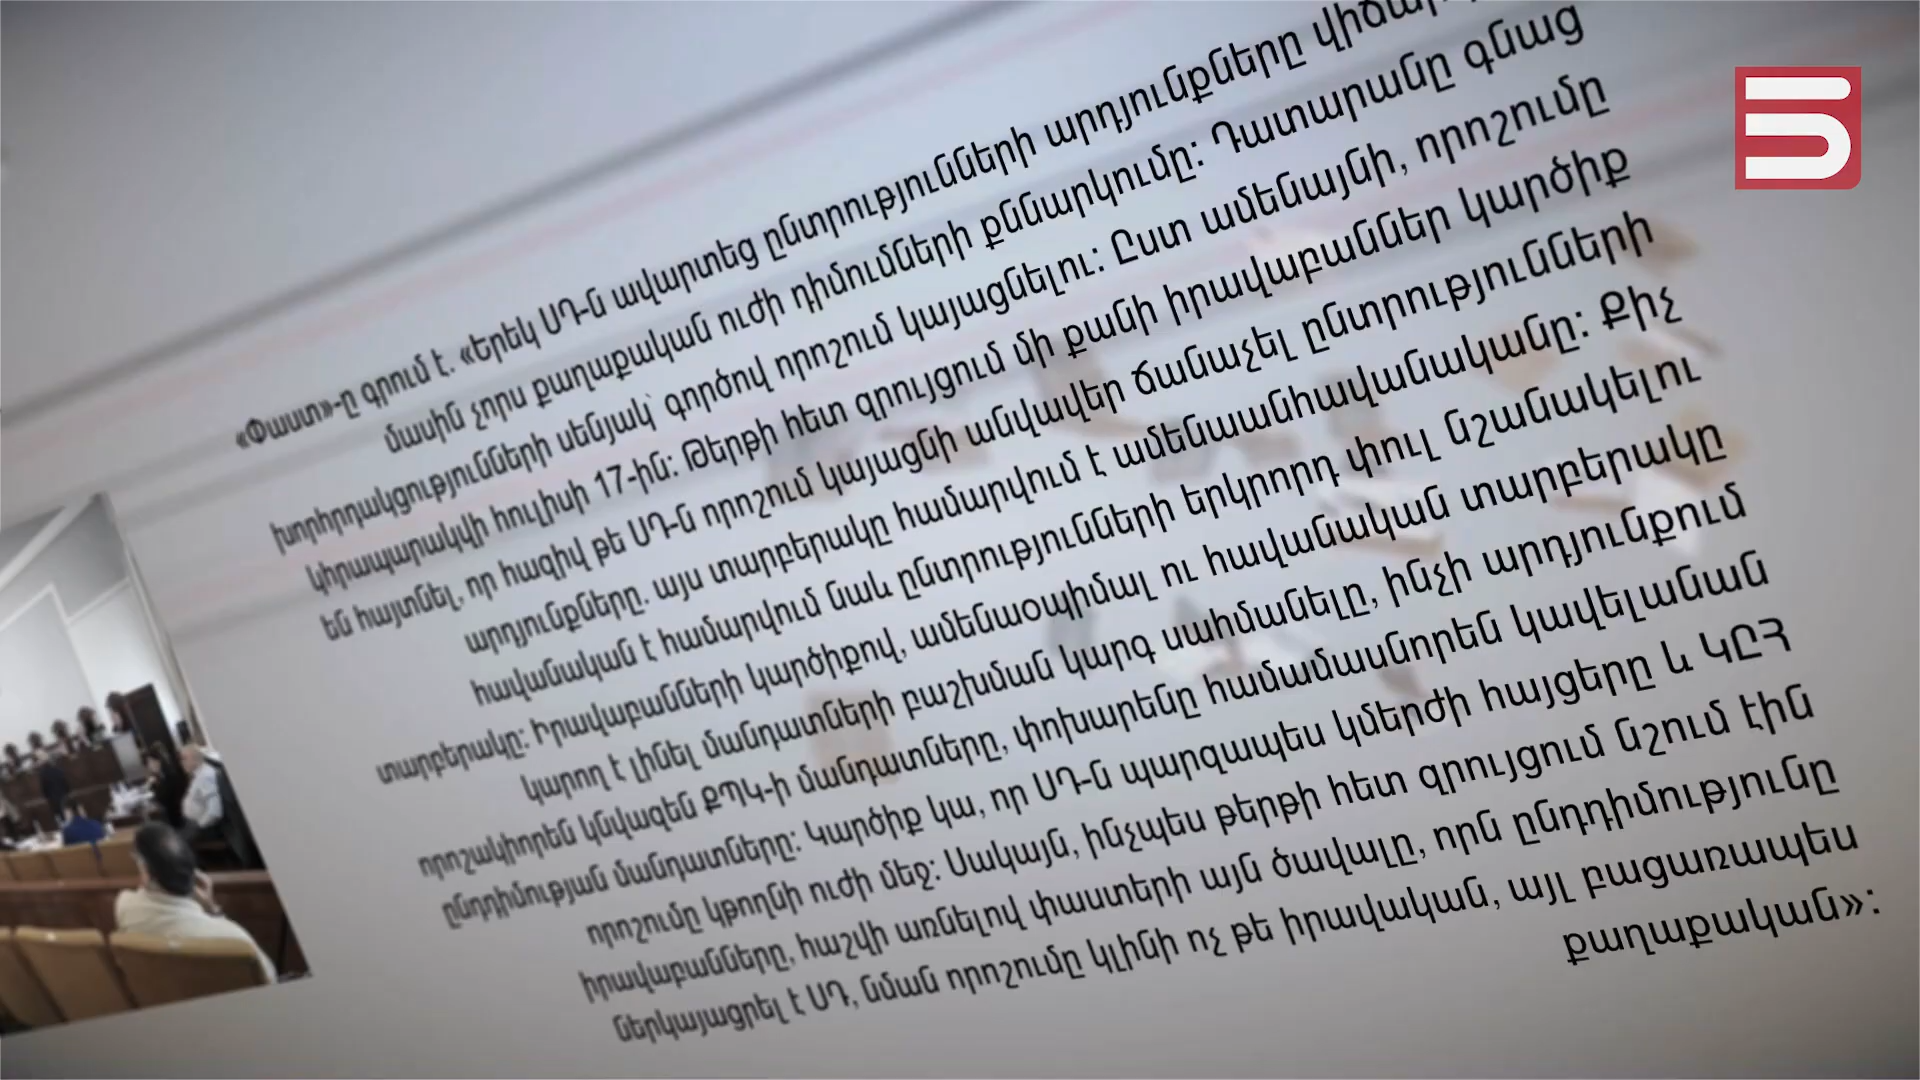 «Փաստ»-ը գրում է. «Երեկ ՍԴ-ն ավարտեց ընտրությունների արդյունքները
մասին չորս քաղաքական ուժի դիմումների քննարկումը: Դատարանը գնաց
խորհրդակցությունների սենյակ՝ գործով որոշում կայացնելու: Ըստ ամենայնի, որոշումը
կհրապարակվի հուլիսի 17-ին: Թերթի հետ զրույցում մի քանի իրավաբաններ կարծիք
են հայտնել, որ հազիվ թե ՍԴ-ն որոշում կայացնի անվավեր ճանաչել ընտրությունների
արդյունքները. այս տարբերակը համարվում է ամենաանհավանականը: Քիչ
հավանական է համարվում նաև ընտրությունների երկրորդ փուլ նշանակելու
տարբերակը: Իրավաբանների կարծիքով, ամենաօպտիմալ ու հավանական տարբերակը
կարող է լինել մանդատների բաշխման կարգ սահմանելը, ինչի արդյունքում
որոշակիորեն կնվազեն ՔՊԿ-ի մանդատները, փոխարենը համամասնորեն կավելանան
ընդդիմության մանդատները: Կարծիք կա, որ ՍԴ-ն պարզապես կմերժի հայցերը և ԿԸՀ
որոշումը կթողնի ուժի մեջ: Սակայն, ինչպես թերթի հետ զրույցում նշում էին
իրավաբանները, հաշվի առնելով փաստերի այն ծավալը, որն ընդդիմությունը
ներկայացրել է ՍԴ, նման որոշումը կլինի ոչ թե իրավական, այլ բացառապես
քաղաքական»: